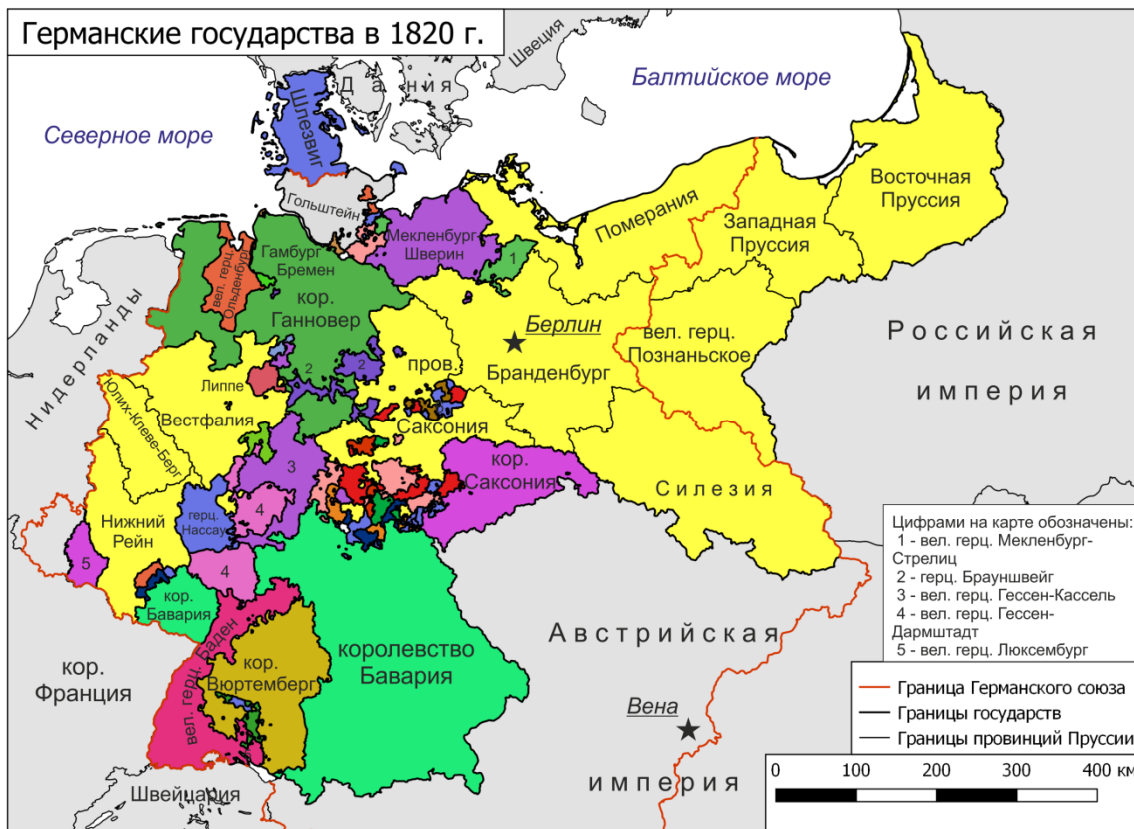 Германские государства в 1820 г.
Швеция
Балтийское море
Дания
Северное море
Шлезвиг
Гольштейн
Восточная
Пруссия
Померания
Западная
Пруссия
Мекленбург-
Шверин
1
Гамбург
Бремен
вел. герц.
Ольденбург
кор.
Ганновер
Нидерланды
Берлин
вел. герц.
Познаньское
Российская
империя
Бранденбург
пров.
Саксония
2
2
Липпе
Вестфалия
Юлих-Клеве-Берг
3
кор.
Саксония
Силезия
4
герц.
Нассау
Нижний
Рейн
5
4
кор.
Бавария
Цифрами на карте обозначены:
1 - вел. герц. Мекленбург-
Стрелиц
2 - герц. Брауншвейг
3 - вел. герц. Гессен-Кассель
4 - вел. герц. Гессен-
Дармштадт
5 - вел. герц. Люксембург
Австрийская
империя
кор.
Франция
вел. герц. Баден
кор.
Вюртемберг
королевство
Бавария
Вена
Швейцария
Граница Германского союза
Границы государств
Границы провинций Пруссии
0 100 200 300 400 км